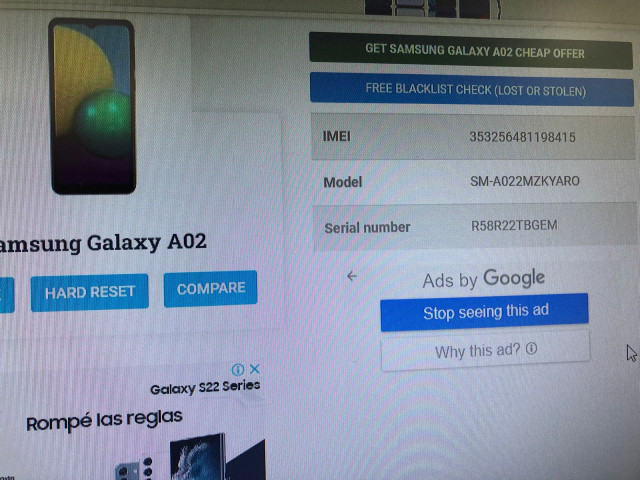 GET SAMSUNG GALAXY A02 CHEAP OFFER
FREE BLACKLIST CHECK (LOST OR STOLEN)
IMEI 353256481198415
Model SM-A022MZKYARO
Serial number R58R22TBGEM
amsung Galaxy A02
HARD RESET
COMPARE
Ads by Google
Stop seeing this ad
Why this ad?
Galaxy S22 Series
Rompé las reglas